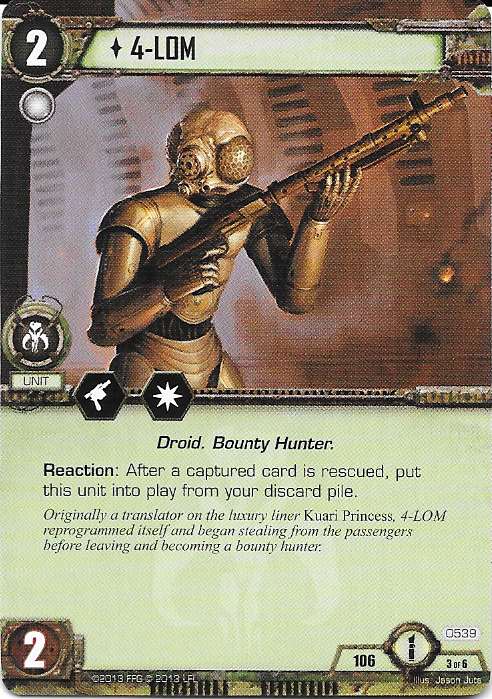 2
4-LOM
UNIT
Droid. Bounty Hunter.
Reaction: After a captured card is rescued, put
this unit into play from your discard pile.
Originally a translator on the luxury liner Kuari Princess, 4-LOM
reprogrammed itself and began stealing from the passengers
before leaving and becoming a bounty hunter.
2
0539
106
3 OF 6
©2013 FFG © 2013 LFL
Illus. Jason Juta